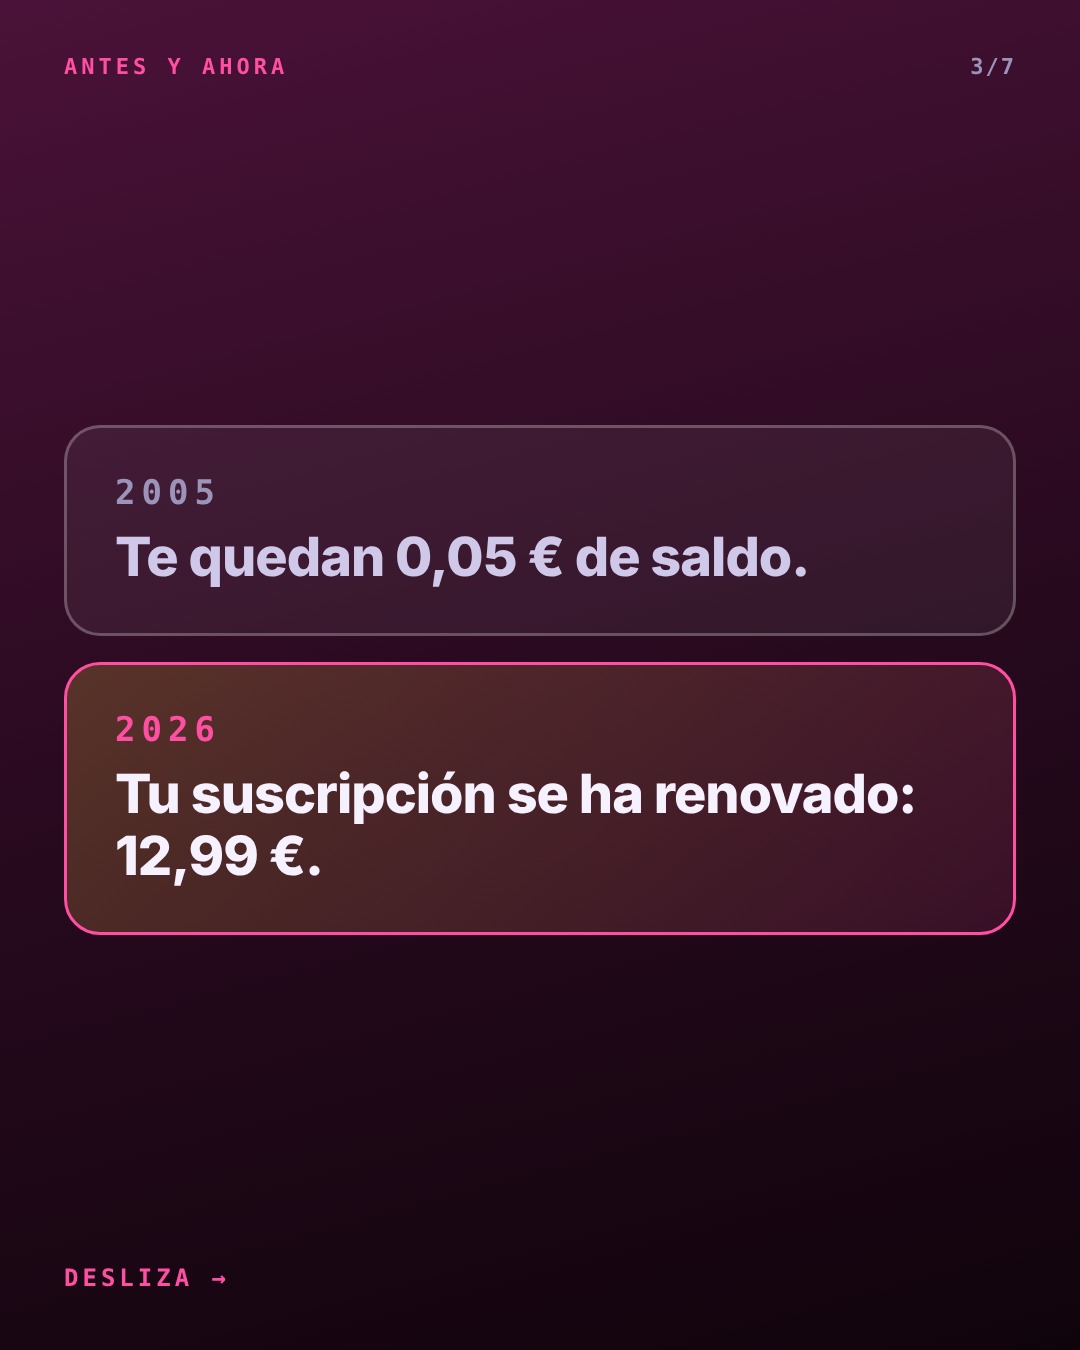 ANTES Y AHORA
3/7
2005
Te quedan 0,05 € de saldo.
2026
Tu suscripción se ha renovado:
12,99 €.
DESLIZA →